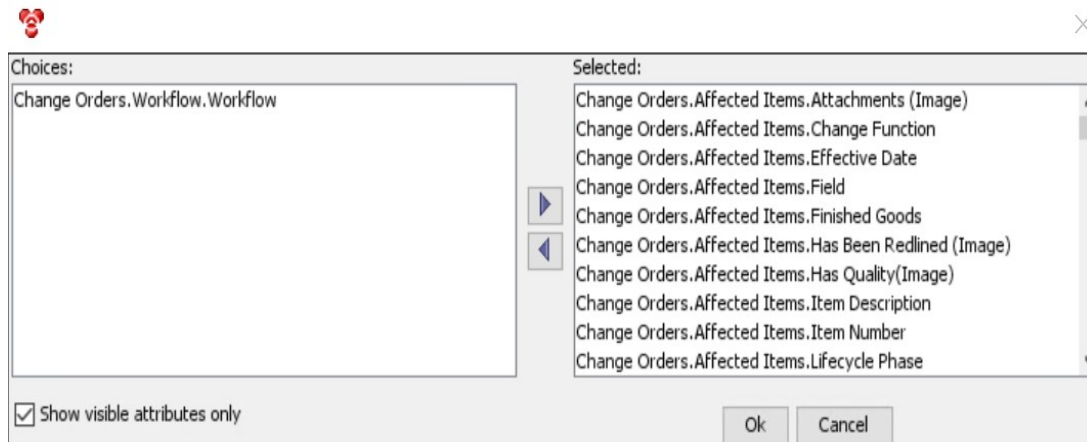 Choices:
Change Orders.Workflow.Workflow
Selected:
Change Orders.Affected Items.Attachments (Image)
Change Orders.Affected Items.Change Function
Change Orders.Affected Items.Effective Date
Change Orders.Affected Items.Field
Change Orders.Affected Items.Finished Goods
Change Orders.Affected Items.Has Been Redlined (Image)
Change Orders.Affected Items.Has Quality(Image)
Change Orders.Affected Items.Item Description
Change Orders.Affected Items.Item Number
Change Orders.Affected Items.Lifecycle Phase
Show visible attributes only
Ok
Cancel